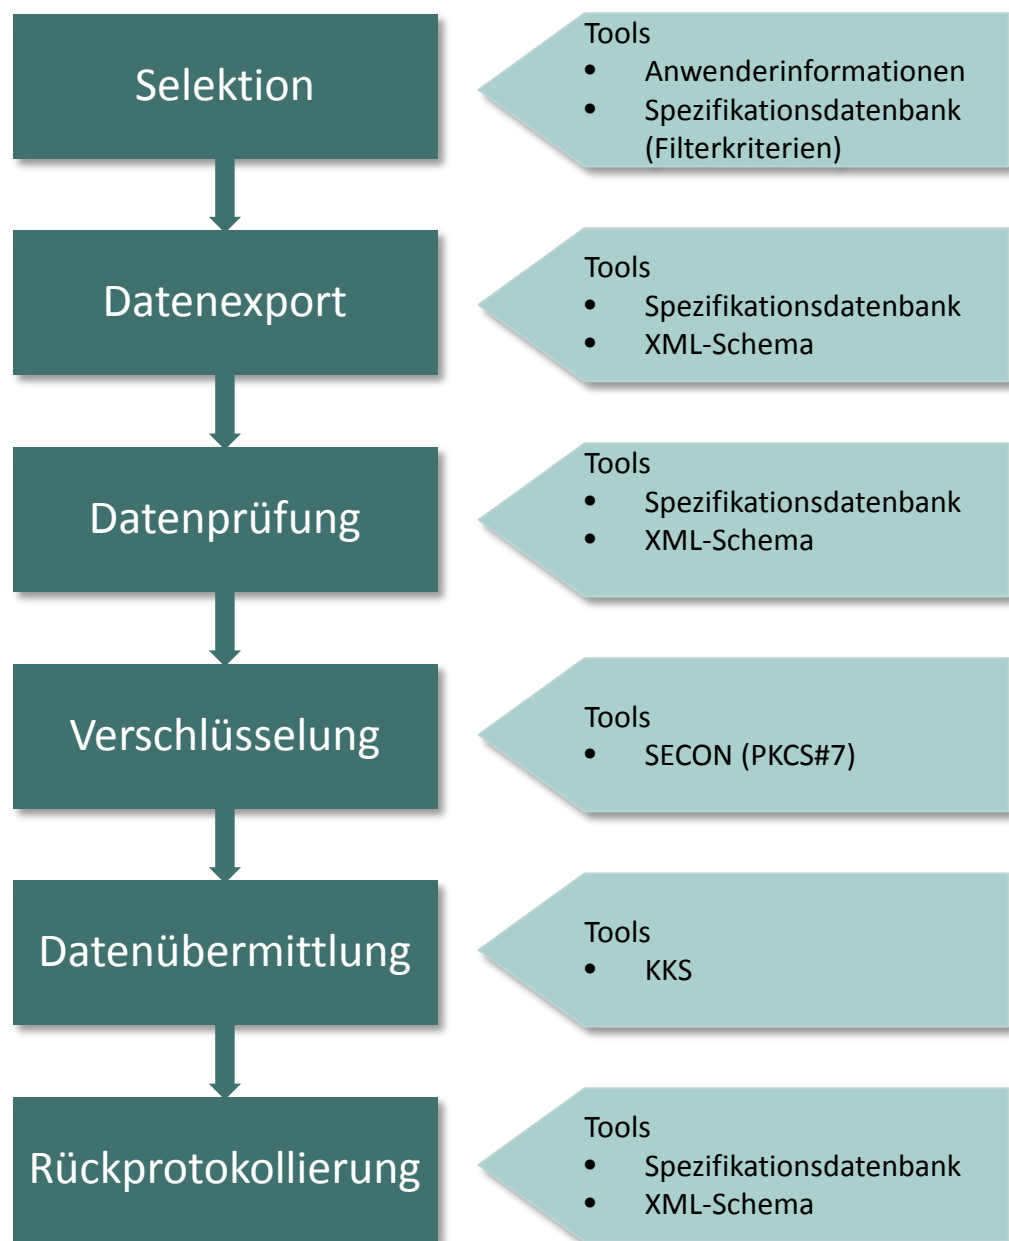 Selektion
Tools
• Anwenderinformationen
• Spezifikationsdatenbank
(Filterkriterien)
Datenexport
Tools
• Spezifikationsdatenbank
• XML-Schema
Datenprüfung
Tools
• Spezifikationsdatenbank
• XML-Schema
Verschlüsselung
Tools
• SECON (PKCS#7)
Datenübermittlung
Tools
• KKS
Rückprotokollierung
Tools
• Spezifikationsdatenbank
• XML-Schema